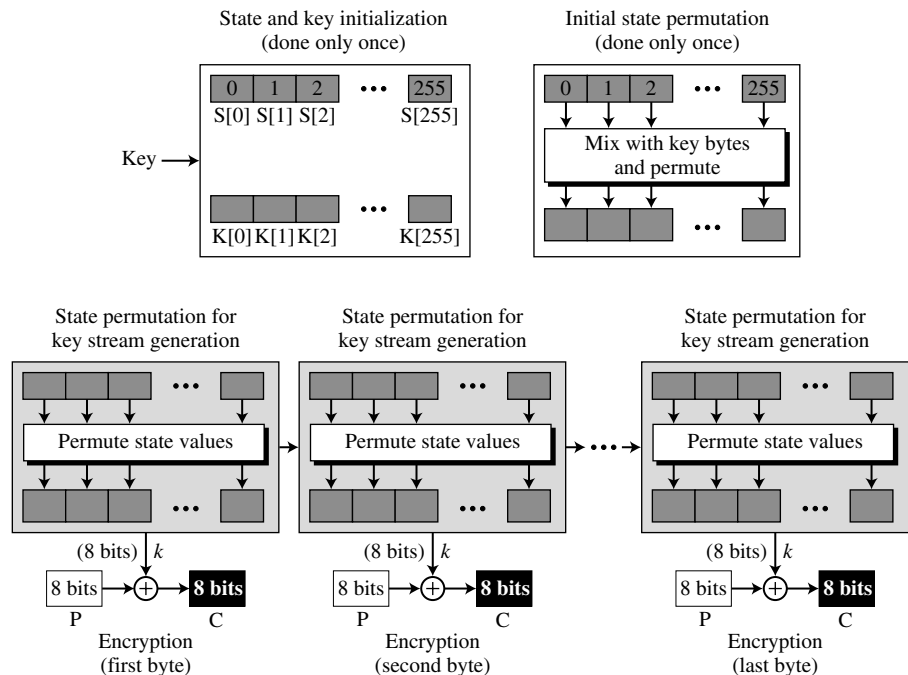 State and key initialization
(done only once)
Initial state permutation
(done only once)
0 1 2 ••• 255
S[0] S[1] S[2] S[255]
Key
•••
K[0] K[1] K[2] K[255]
0 1 2 ••• 255
Mix with key bytes
and permute
•••
State permutation for
key stream generation
•••
Permute state values
•••
(8 bits) k
8 bits + 8 bits
P C
Encryption
(first byte)
State permutation for
key stream generation
•••
Permute state values
•••
(8 bits) k
8 bits + 8 bits
P C
Encryption
(second byte)
•••
State permutation for
key stream generation
•••
Permute state values
•••
(8 bits) k
8 bits + 8 bits
P C
Encryption
(last byte)